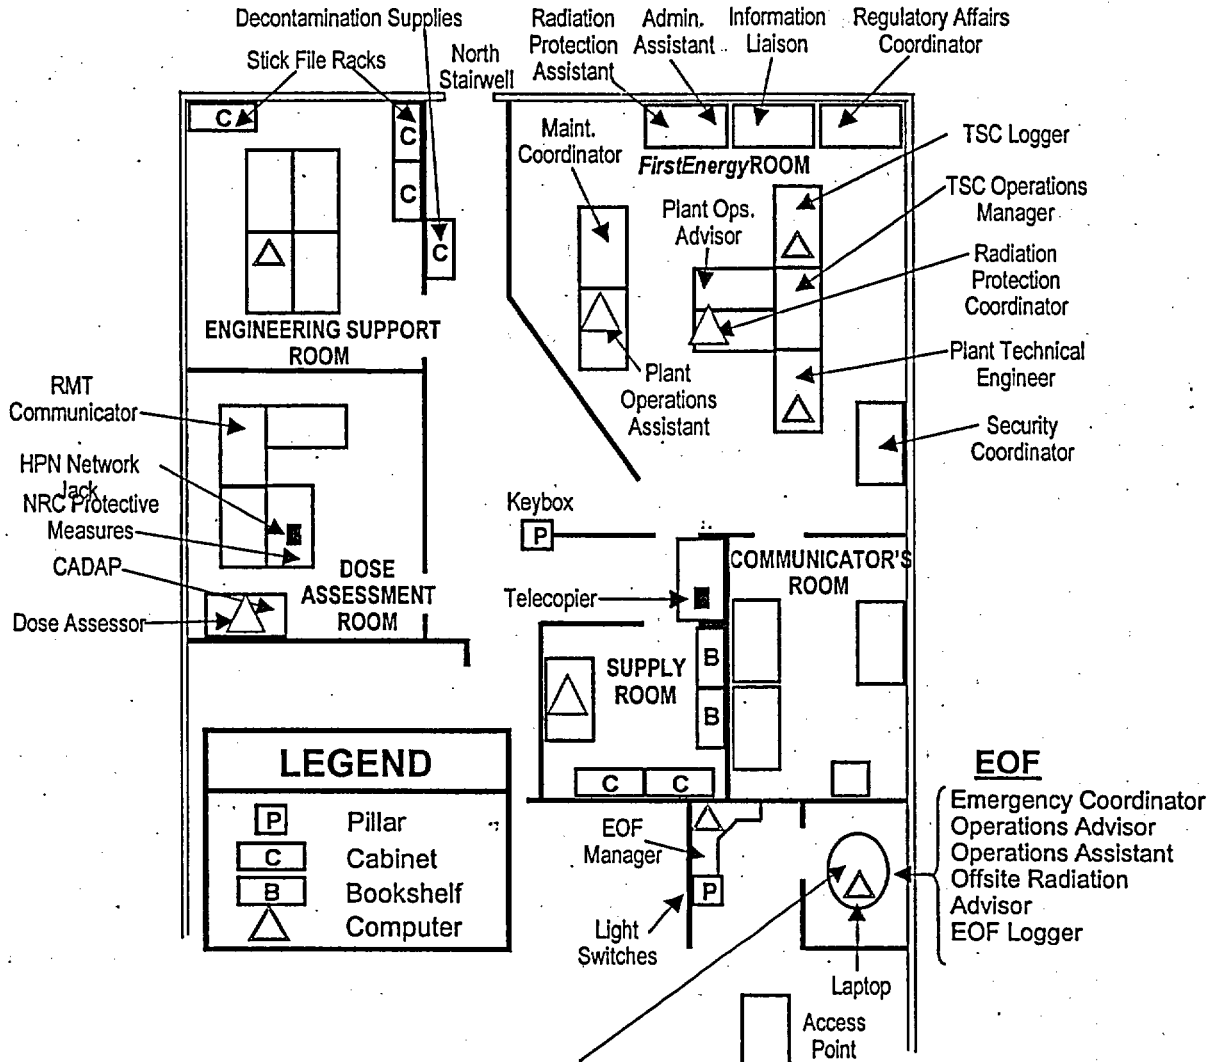 Decontamination Supplies
Stick File Racks
North
Stairwell
Radiation
Protection
Assistant
Admin.
Assistant
Information
Liaison
Regulatory Affairs
Coordinator
C
C
C
C
Maint.
Coordinator
FirstEnergy ROOM
TSC Logger
TSC Operations
Manager
Plant Ops.
Advisor
Radiation
Protection
Coordinator
ENGINEERING SUPPORT
ROOM
Plant Technical
Engineer
Plant
Operations
Assistant
Security
Coordinator
RMT
Communicator
HPN Network
Jack
NRC Protective
Measures
CADAP
Dose Assessor
DOSE
ASSESSMENT
ROOM
Keybox
P
Telecopier
COMMUNICATOR'S
ROOM
SUPPLY
ROOM
B
B
C C
LEGEND
P Pillar
C Cabinet
B Bookshelf
Computer
EOF
Manager
P
Light
Switches
EOF
Emergency Coordinator
Operations Advisor
Operations Assistant
Offsite Radiation
Advisor
EOF Logger
Laptop
Access
Point